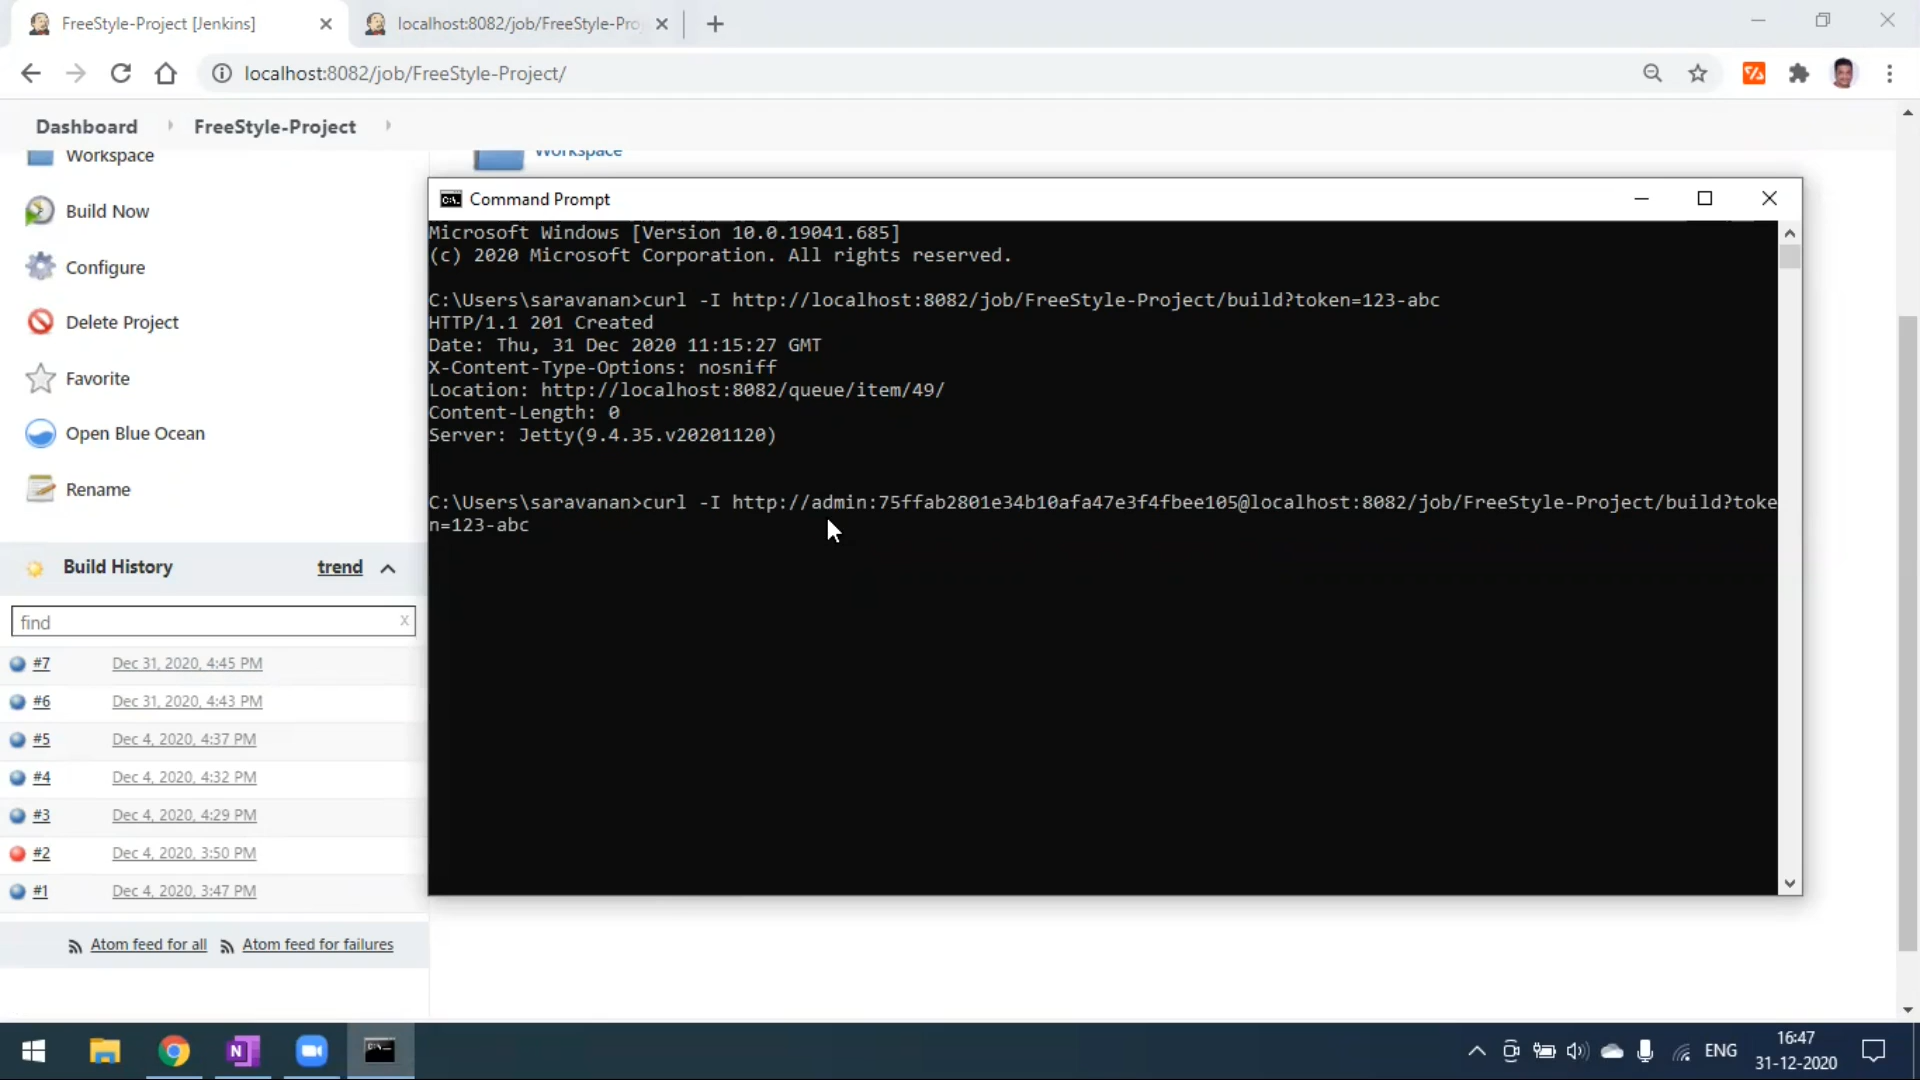 FreeStyle-Project [Jenkins]
localhost:8082/job/FreeStyle-Pro
localhost:8082/job/FreeStyle-Project/
Dashboard
FreeStyle-Project
Workspace
Workspace
Build Now
Configure
Delete Project
Favorite
Open Blue Ocean
Rename
Build History
trend
find
x
#7 Dec 31, 2020, 4:45 PM
#6 Dec 31, 2020, 4:43 PM
#5 Dec 4, 2020, 4:37 PM
#4 Dec 4, 2020, 4:32 PM
#3 Dec 4, 2020, 4:29 PM
#2 Dec 4, 2020, 3:50 PM
#1 Dec 4, 2020, 3:47 PM
Atom feed for all
Atom feed for failures
Command Prompt
Microsoft Windows [Version 10.0.19041.685]
(c) 2020 Microsoft Corporation. All rights reserved.
C:\Users\saravanan>curl -I http://localhost:8082/job/FreeStyle-Project/build?token=123-abc
HTTP/1.1 201 Created
Date: Thu, 31 Dec 2020 11:15:27 GMT
X-Content-Type-Options: nosniff
Location: http://localhost:8082/queue/item/49/
Content-Length: 0
Server: Jetty(9.4.35.v20201120)
C:\Users\saravanan>curl -I http://admin:75ffab2801e34b10afa47e3f4fbee105@localhost:8082/job/FreeStyle-Project/build?toke
n=123-abc
ENG
16:47
31-12-2020